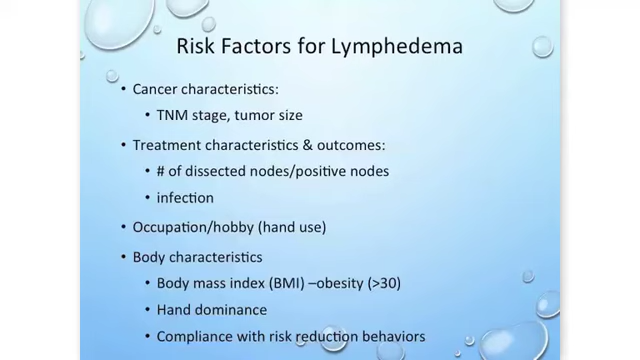 Risk Factors for Lymphedema
• Cancer characteristics:
• TNM stage, tumor size
• Treatment characteristics & outcomes:
• # of dissected nodes/positive nodes
• infection
• Occupation/hobby (hand use)
• Body characteristics
• Body mass index (BMI) –obesity (>30)
• Hand dominance
• Compliance with risk reduction behaviors